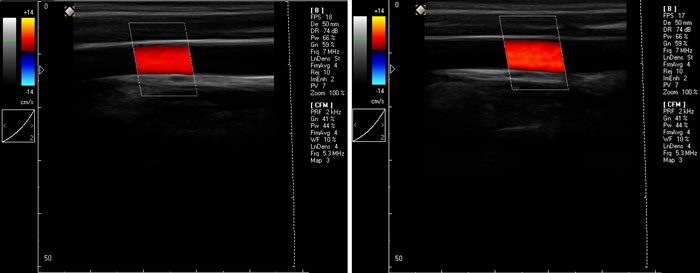 +14
-14
cm/s
2
0
50
[ B ]
FPS 18
De 50 mm
DR 74 dB
Pw 66 %
Gn 59 %
Frq 7 MHz
LnDens St
FrmAvg 4
Rej 10
ImEnh 2
PV 7
Zoom 100 %
[ CFM ]
PRF 2 kHz
Gn 41 %
Pw 44 %
FrmAvg 4
WF 10 %
LnDens 4
Frq 5.3 MHz
Map 3
+14
-14
cm/s
2
0
50
[ B ]
FPS 17
De 50 mm
DR 74 dB
Pw 66 %
Gn 59 %
Frq 7 MHz
LnDens St
FrmAvg 4
Rej 10
ImEnh 2
PV 7
Zoom 100 %
[ CFM ]
PRF 2 kHz
Gn 41 %
Pw 44 %
FrmAvg 4
WF 10 %
LnDens 4
Frq 5.3 MHz
Map 3